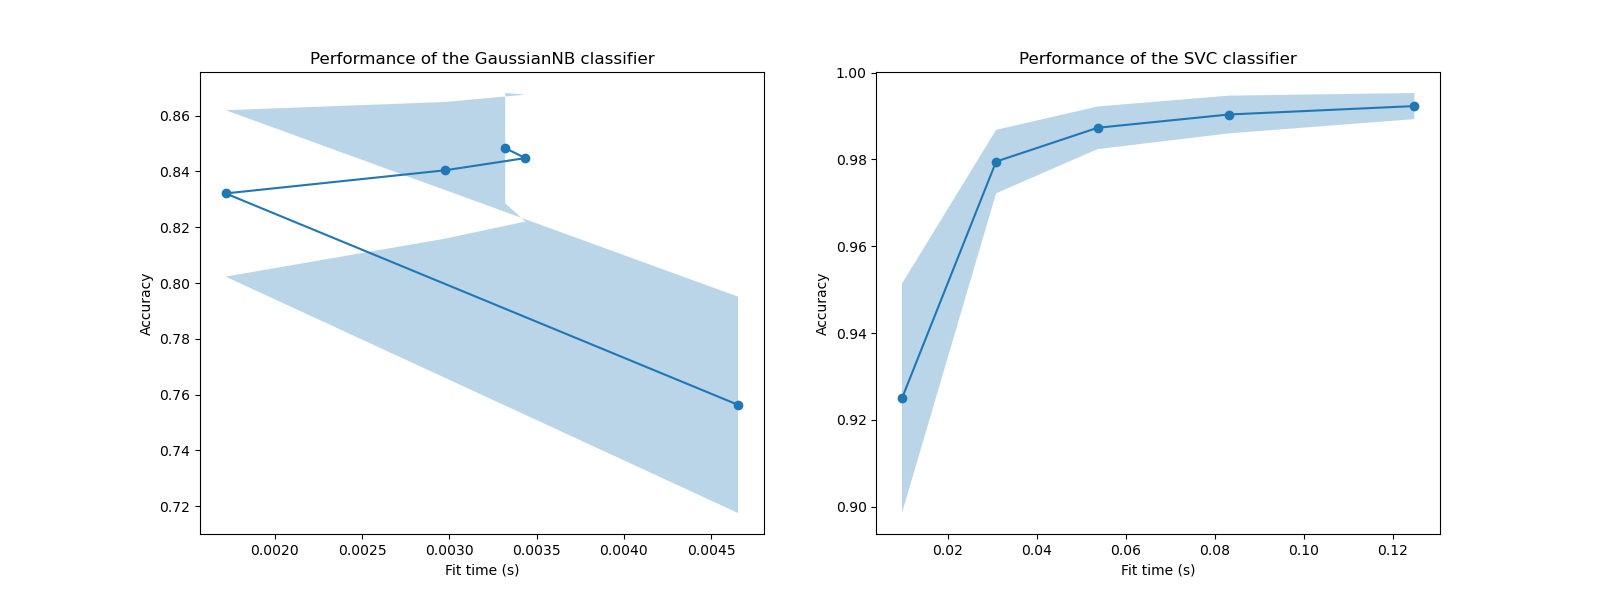 Performance of the GaussianNB classifier
Accuracy
0.86
0.84
0.82
0.80
0.78
0.76
0.74
0.72
0.0020 0.0025 0.0030 0.0035 0.0040 0.0045
Fit time (s)
Performance of the SVC classifier
Accuracy
1.00
0.98
0.96
0.94
0.92
0.90
0.02 0.04 0.06 0.08 0.10 0.12
Fit time (s)